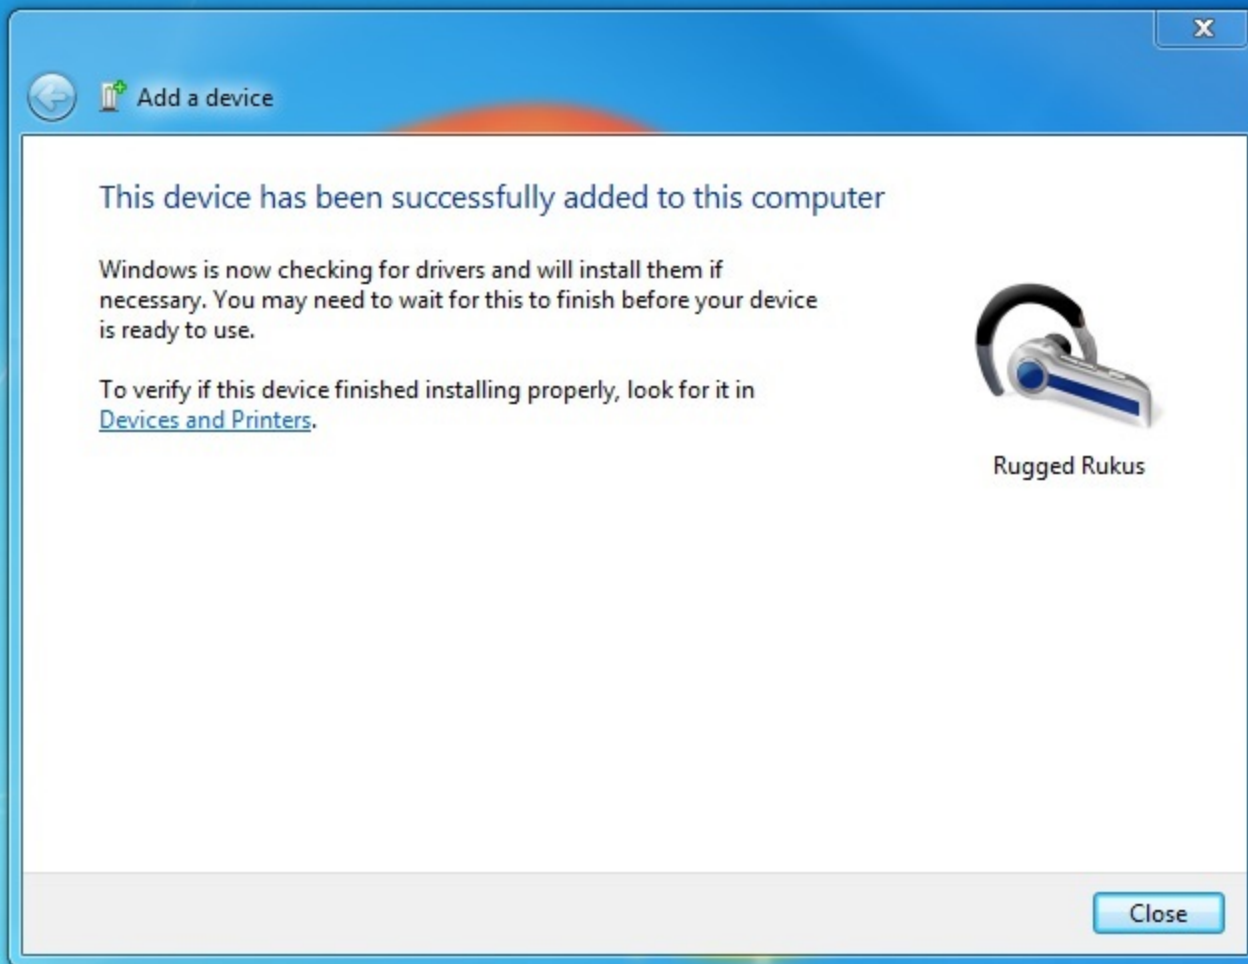 Add a device
This device has been successfully added to this computer
Windows is now checking for drivers and will install them if
necessary. You may need to wait for this to finish before your device
is ready to use.
To verify if this device finished installing properly, look for it in
Devices and Printers.
Rugged Rukus
Close